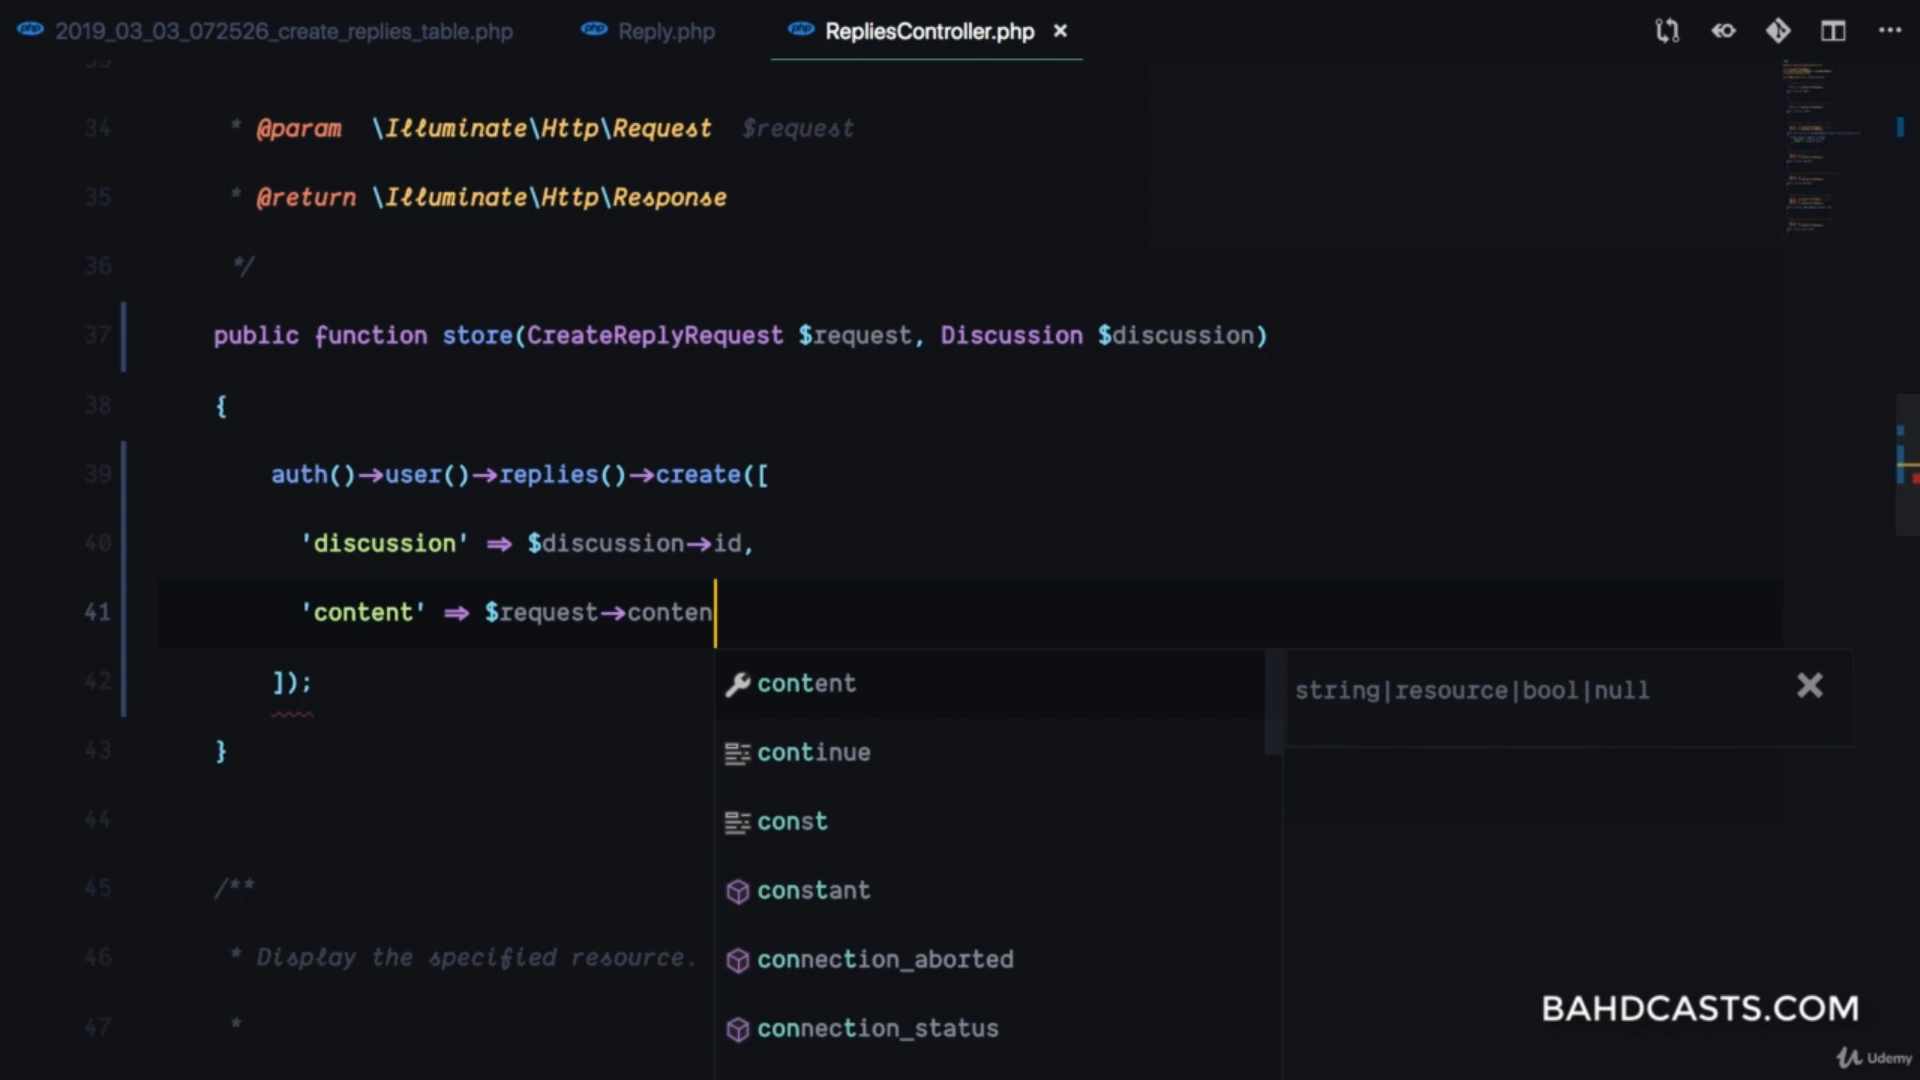 2019_03_03_072526_create_replies_table.php Reply.php RepliesController.php
34 * @param \Illuminate\Http\Request $request
35 * @return \Illuminate\Http\Response
36 */
37 public function store(CreateReplyRequest $request, Discussion $discussion)
38 {
39 auth()->user()->replies()->create([
40 'discussion' => $discussion->id,
41 'content' => $request->conten
42 ]);
43 }
44
45 /**
46 * Display the specified resource.
47 *
content
continue
const
constant
connection_aborted
connection_status
string|resource|bool|null
BAHDCASTS.COM
Udemy